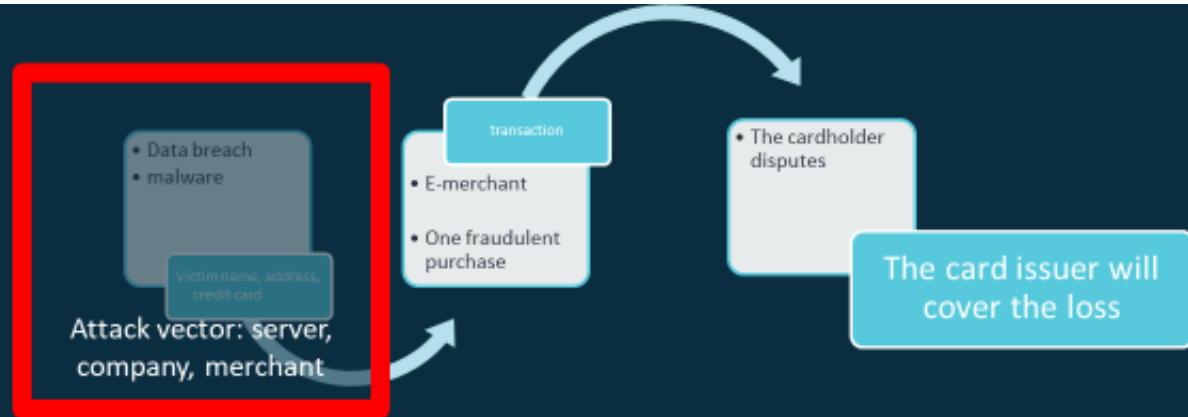 • Data breach
• malware
Victim name, address,
credit card
Attack vector: server,
company, merchant
transaction
• E-merchant
• One fraudulent
purchase
• The cardholder
disputes
The card issuer will
cover the loss